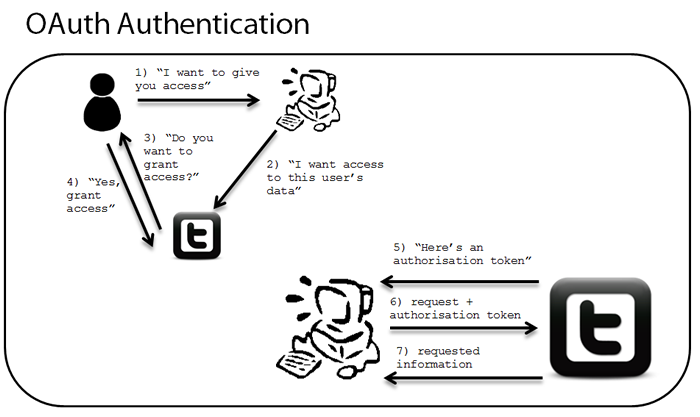 OAuth Authentication
1) “I want to give
you access”
3) “Do you
want to
grant
access?”
2) “I want access
to this user’s
data”
4) “Yes,
grant
access”
t
5) “Here’s an
authorisation token”
6) request +
authorisation token
t
7) requested
information